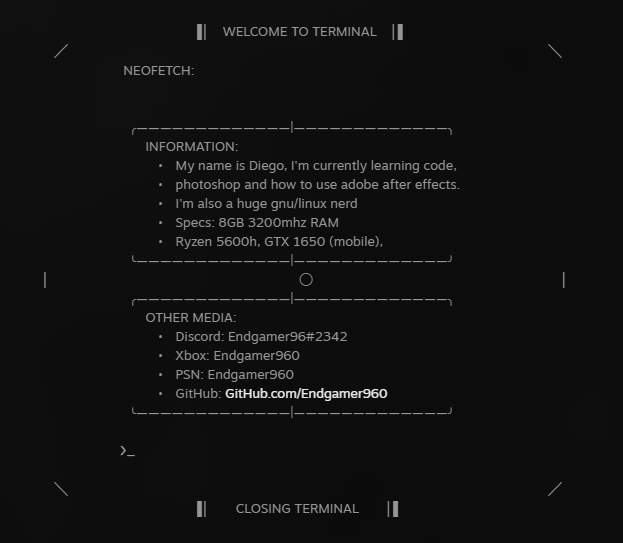 WELCOME TO TERMINAL
NEOFETCH:
INFORMATION:
• My name is Diego, I'm currently learning code,
• photoshop and how to use adobe after effects.
• I'm also a huge gnu/linux nerd
• Specs: 8GB 3200mhz RAM
• Ryzen 5600h, GTX 1650 (mobile),
OTHER MEDIA:
• Discord: Endgamer96#2342
• Xbox: Endgamer960
• PSN: Endgamer960
• GitHub: GitHub.com/Endgamer960
❯_
CLOSING TERMINAL